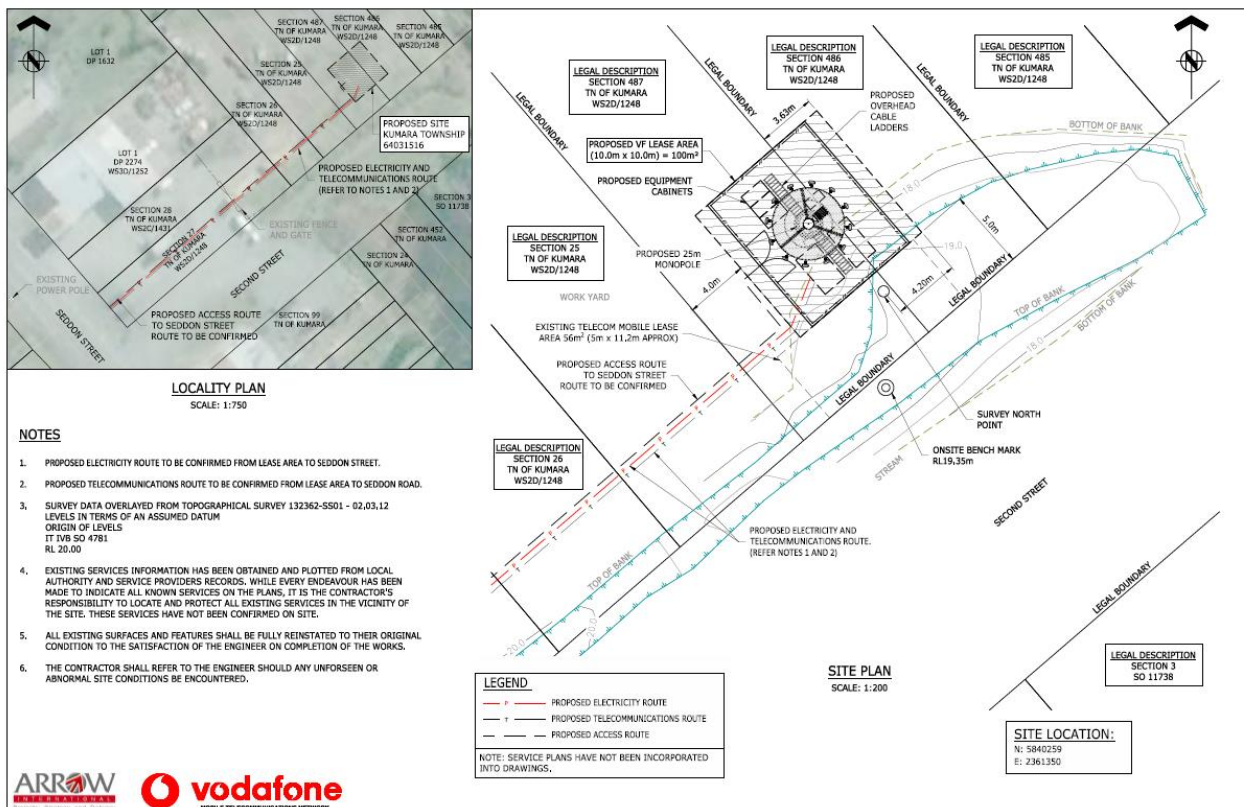 SECTION 487
TN OF KUMARA
WS2D/1248
SECTION 486
TN OF KUMARA
WS2D/1248
SECTION 485
TN OF KUMARA
WS2D/1248
LOT 1
DP 1632
SECTION 25
TN OF KUMARA
WS2D/1248
SECTION 26
TN OF KUMARA
WS2D/1248
PROPOSED SITE
KUMARA TOWNSHIP
64031516
LOT 1
DP 2274
WS3D/1252
PROPOSED ELECTRICITY AND
TELECOMMUNICATIONS ROUTE
(REFER TO NOTES 1 AND 2)
SECTION 28
TN OF KUMARA
WS2C/1431
EXISTING FENCE
AND GATE
SECTION 3
SO 11738
SECTION 27
TN OF KUMARA
WS2D/1248
SECTION 452
TN OF KUMARA
SECTION 24
TN OF KUMARA
SECOND STREET
EXISTING
POWER POLE
SECTION 99
TN OF KUMARA
PROPOSED ACCESS ROUTE
TO SEDDON STREET
ROUTE TO BE CONFIRMED
SEDDON STREET
LOCALITY PLAN
SCALE: 1:750
NOTES
1. PROPOSED ELECTRICITY ROUTE TO BE CONFIRMED FROM LEASE AREA TO SEDDON STREET.
2. PROPOSED TELECOMMUNICATIONS ROUTE TO BE CONFIRMED FROM LEASE AREA TO SEDDON ROAD.
3. SURVEY DATA OVERLAYED FROM TOPOGRAPHICAL SURVEY 132362-SS01 - 02,03,12
LEVELS IN TERMS OF AN ASSUMED DATUM
ORIGIN OF LEVELS
IT IVB SO 4781
RL 20.00
4. EXISTING SERVICES INFORMATION HAS BEEN OBTAINED AND PLOTTED FROM LOCAL
AUTHORITY AND SERVICE PROVIDERS RECORDS. WHILE EVERY ENDEAVOUR HAS BEEN
MADE TO INDICATE ALL KNOWN SERVICES ON THE PLANS, IT IS THE CONTRACTOR'S
RESPONSIBILITY TO LOCATE AND PROTECT ALL EXISTING SERVICES IN THE VICINITY OF
THE SITE. THESE SERVICES HAVE NOT BEEN CONFIRMED ON SITE.
5. ALL EXISTING SURFACES AND FEATURES SHALL BE FULLY REINSTATED TO THEIR ORIGINAL
CONDITION TO THE SATISFACTION OF THE ENGINEER ON COMPLETION OF THE WORKS.
6. THE CONTRACTOR SHALL REFER TO THE ENGINEER SHOULD ANY UNFORSEEN OR
ABNORMAL SITE CONDITIONS BE ENCOUNTERED.
ARROW
INTERNATIONAL
vodafone
MOBILE TELECOMMUNICATIONS NETWORK
LEGAL DESCRIPTION
SECTION 487
TN OF KUMARA
WS2D/1248
LEGAL BOUNDARY
LEGAL DESCRIPTION
SECTION 486
TN OF KUMARA
WS2D/1248
LEGAL BOUNDARY
LEGAL DESCRIPTION
SECTION 485
TN OF KUMARA
WS2D/1248
LEGAL BOUNDARY
PROPOSED
OVERHEAD
CABLE
LADDERS
3.63m
BOTTOM OF BANK
PROPOSED VF LEASE AREA
(10.0m x 10.0m) = 100m²
PROPOSED EQUIPMENT
CABINETS
18.0
LEGAL DESCRIPTION
SECTION 25
TN OF KUMARA
WS2D/1248
PROPOSED 25m
MONOPOLE
19.0
5.0m
4.0m
4.20m
LEGAL BOUNDARY
WORK YARD
TOP OF BANK
BOTTOM OF BANK
EXISTING TELECOM MOBILE LEASE
AREA 56m² (5m x 11.2m APPROX)
18.0
PROPOSED ACCESS ROUTE
TO SEDDON STREET
ROUTE TO BE CONFIRMED
LEGAL BOUNDARY
SURVEY NORTH
POINT
ONSITE BENCH MARK
RL19,35m
LEGAL DESCRIPTION
SECTION 26
TN OF KUMARA
WS2D/1248
STREAM
SECOND STREET
PROPOSED ELECTRICITY AND
TELECOMMUNICATIONS ROUTE.
(REFER NOTES 1 AND 2)
TOP OF BANK
LEGAL BOUNDARY
20.0
20.0
SITE PLAN
SCALE: 1:200
LEGAL DESCRIPTION
SECTION 3
SO 11738
LEGEND
P PROPOSED ELECTRICITY ROUTE
T PROPOSED TELECOMMUNICATIONS ROUTE
PROPOSED ACCESS ROUTE
NOTE: SERVICE PLANS HAVE NOT BEEN INCORPORATED
INTO DRAWINGS.
SITE LOCATION:
N: 5840259
E: 2361350